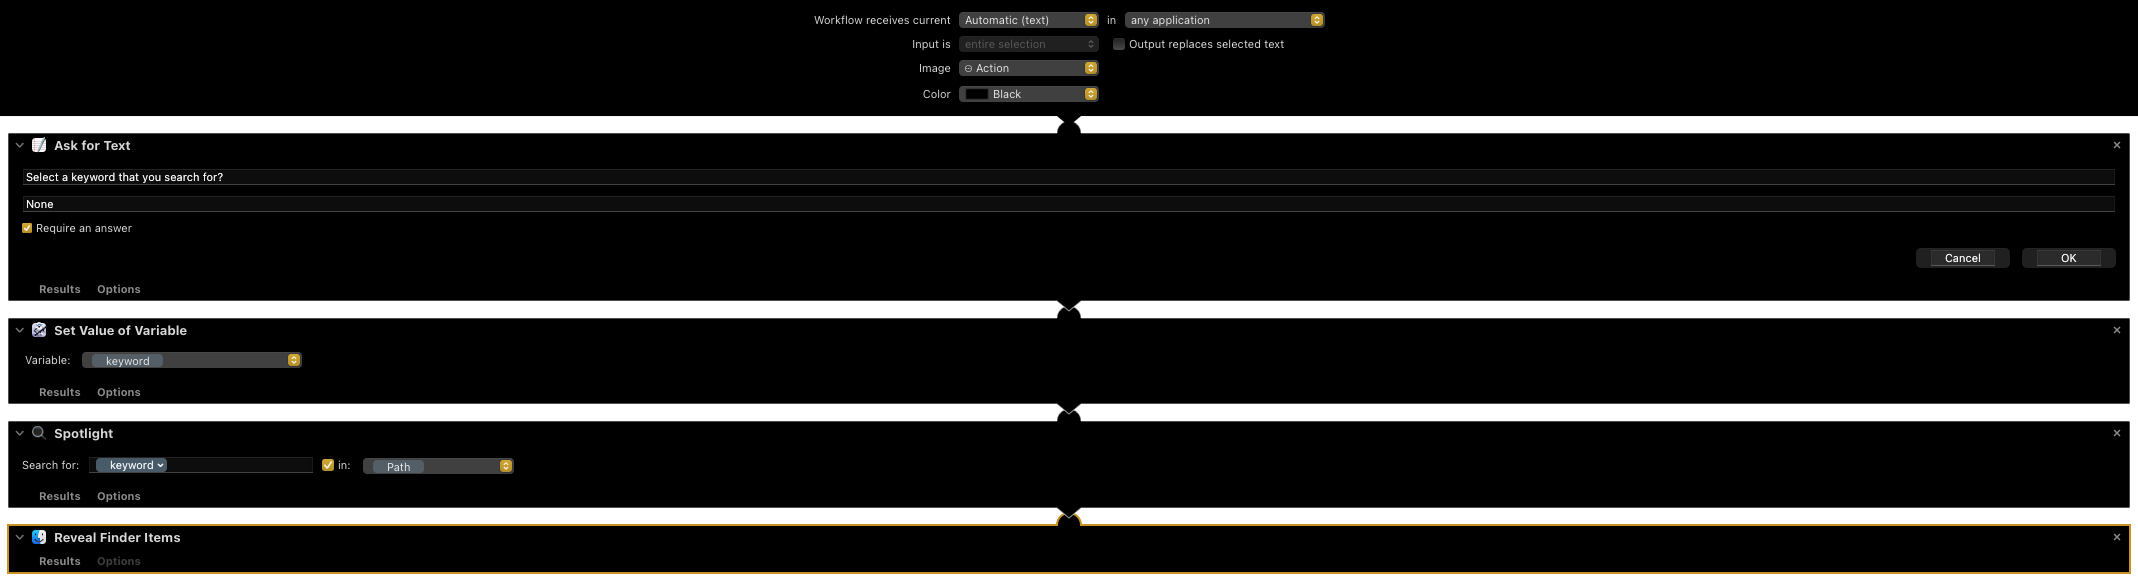 Workflow receives current Automatic (text) in any application
Input is entire selection Output replaces selected text
Image Action
Color Black
Ask for Text
Select a keyword that you search for?
None
Require an answer
Cancel OK
Results Options
Set Value of Variable
Variable: keyword
Results Options
Spotlight
Search for: keyword in: Path
Results Options
Reveal Finder Items
Results Options